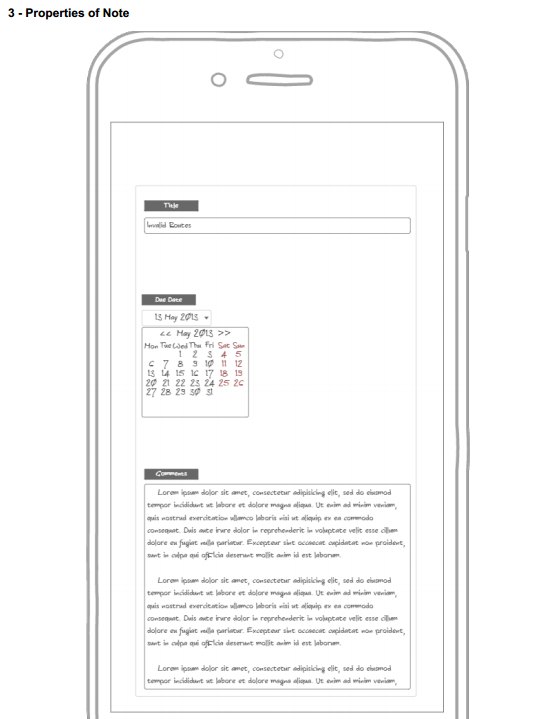 3 - Properties of Note
Title
Invalid Routes
Due Date
13 May 2013
<< May 2013 >>
Mon Tue Wed Thu Fri Sat Sun
1 2 3 4 5
6 7 8 9 10 11 12
13 14 15 16 17 18 19
20 21 22 23 24 25 26
27 28 29 30 31
Comments
Lorem ipsum dolor sit amet, consectetur adipisicing elit, sed do eiusmod
tempor incididunt ut labore et dolore magna aliqua. Ut enim ad minim veniam,
quis nostrud exercitation ullamco laboris nisi ut aliquip ex ea commodo
consequat. Duis aute irure dolor in reprehenderit in voluptate velit esse cillum
dolore eu fugiat nulla pariatur. Excepteur sint occaecat cupidatat non proident,
sunt in culpa qui officia deserunt mollit anim id est laborum.
Lorem ipsum dolor sit amet, consectetur adipisicing elit, sed do eiusmod
tempor incididunt ut labore et dolore magna aliqua. Ut enim ad minim veniam,
quis nostrud exercitation ullamco laboris nisi ut aliquip ex ea commodo
consequat. Duis aute irure dolor in reprehenderit in voluptate velit esse cillum
dolore eu fugiat nulla pariatur. Excepteur sint occaecat cupidatat non proident,
sunt in culpa qui officia deserunt mollit anim id est laborum.
Lorem ipsum dolor sit amet, consectetur adipisicing elit, sed do eiusmod
tempor incididunt ut labore et dolore magna aliqua. Ut enim ad minim veniam,